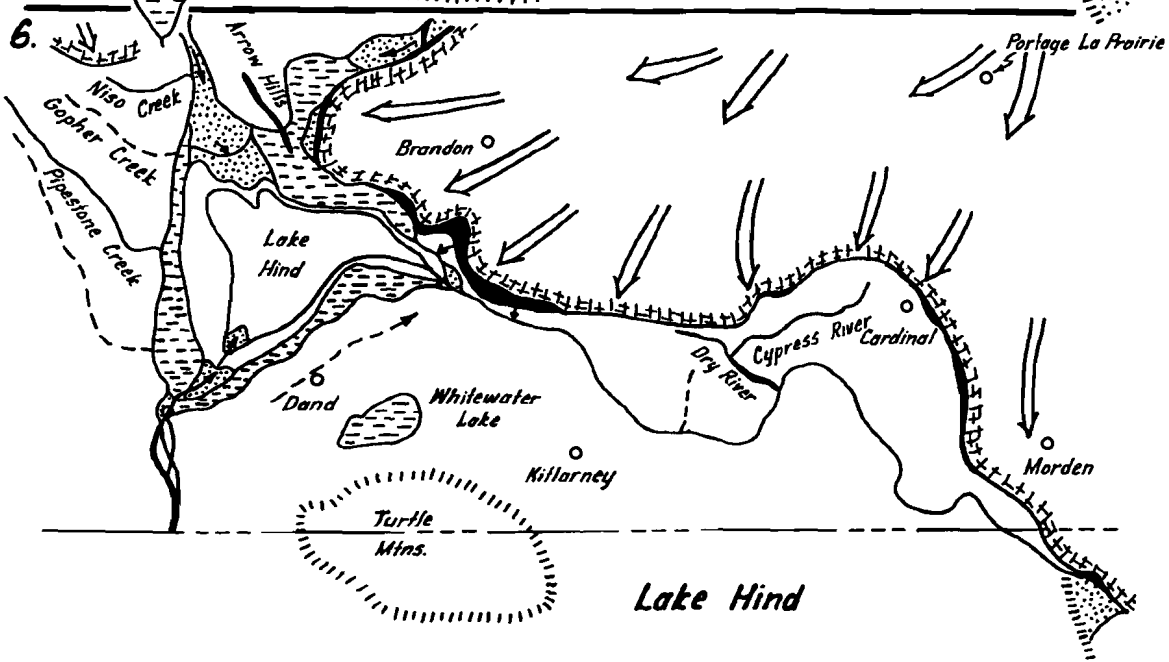 6.
Portage La Prairie
Arrow Hills
Niso Creek
Gopher Creek
Pipestone Creek
Brandon
Lake
Hind
Cypress River
Cardinal
Dry River
Dand
Whitewater
Lake
Killarney
Morden
Turtle
Mtns.
Lake Hind